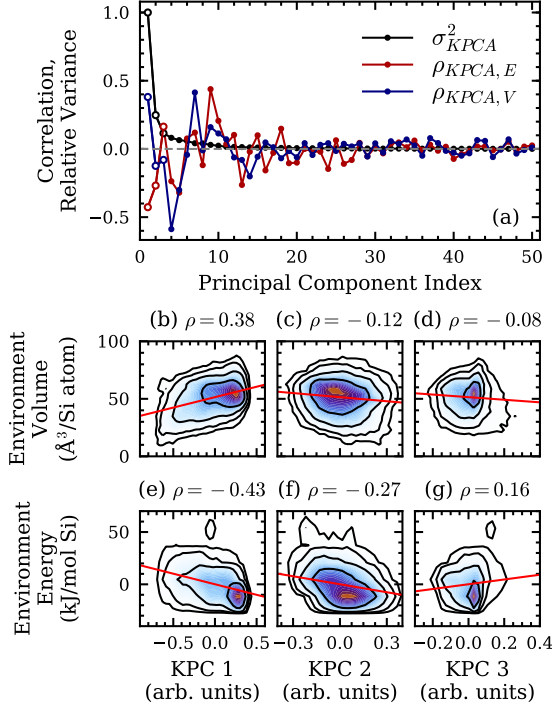 Correlation,
Relative Variance
1.0
0.5
0.0
−0.5
σ²_KPCA
ρ_KPCA, E
ρ_KPCA, V
(a)
0 10 20 30 40 50
Principal Component Index
(b) ρ = 0.38 (c) ρ = −0.12 (d) ρ = −0.08
Environment
Volume
(Å³/Si atom)
100
50
0
(e) ρ = −0.43 (f) ρ = −0.27 (g) ρ = 0.16
Environment
Energy
(kJ/mol Si)
50
0
−0.5 0.0 0.5 −0.3 0.0 0.3 −0.2 0.0 0.2 0.4
KPC 1 KPC 2 KPC 3
(arb. units) (arb. units) (arb. units)